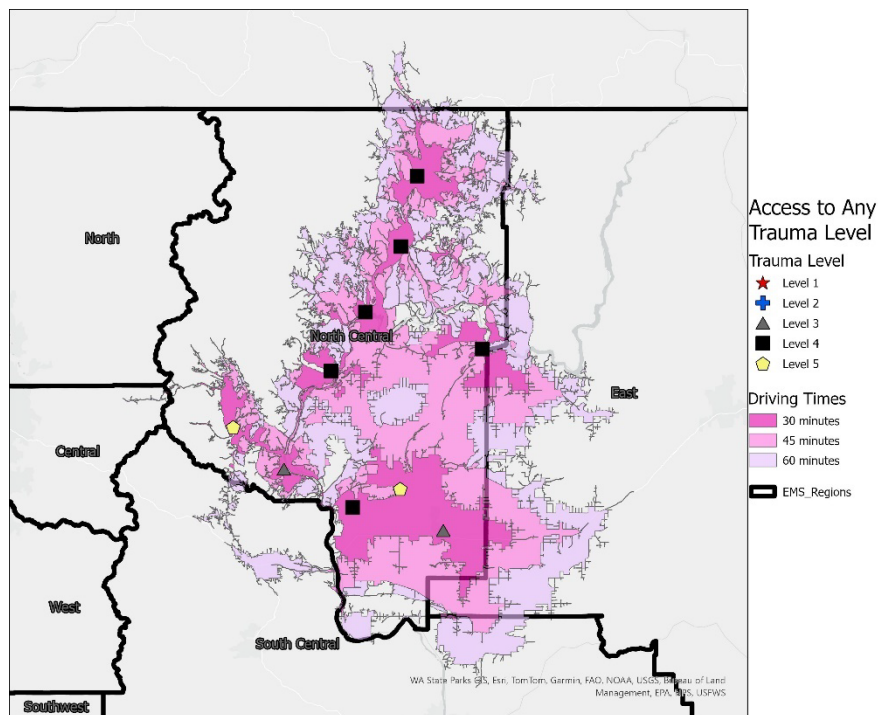 Access to Any
Trauma Level
Trauma Level
Level 1
Level 2
Level 3
Level 4
Level 5
Driving Times
30 minutes
45 minutes
60 minutes
EMS_Regions
North
North Central
East
Central
West
South Central
Southwest
WA State Parks GIS, Esri, TomTom, Garmin, FAO, NOAA, USGS, Bureau of Land
Management, EPA, NPS, USFWS